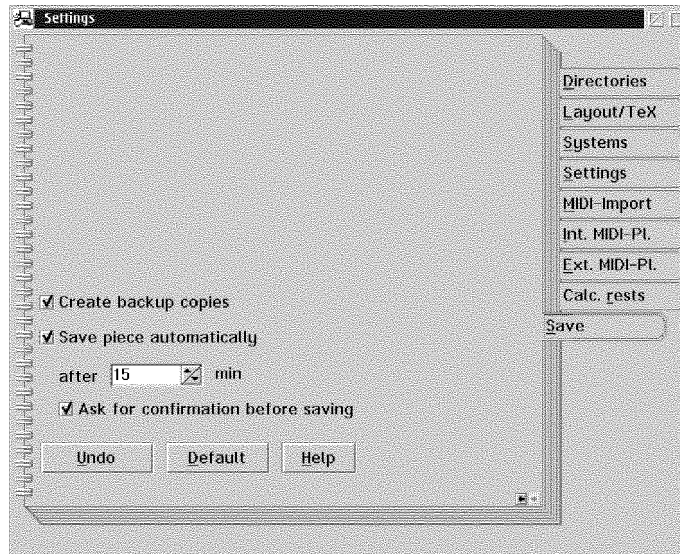 Settings
Directories
Layout/TeX
Systems
Settings
MIDI-Import
Int. MIDI-Pl.
Ext. MIDI-Pl.
Calc. rests
Save
Create backup copies
Save piece automatically
after 15 min
Ask for confirmation before saving
Undo Default Help